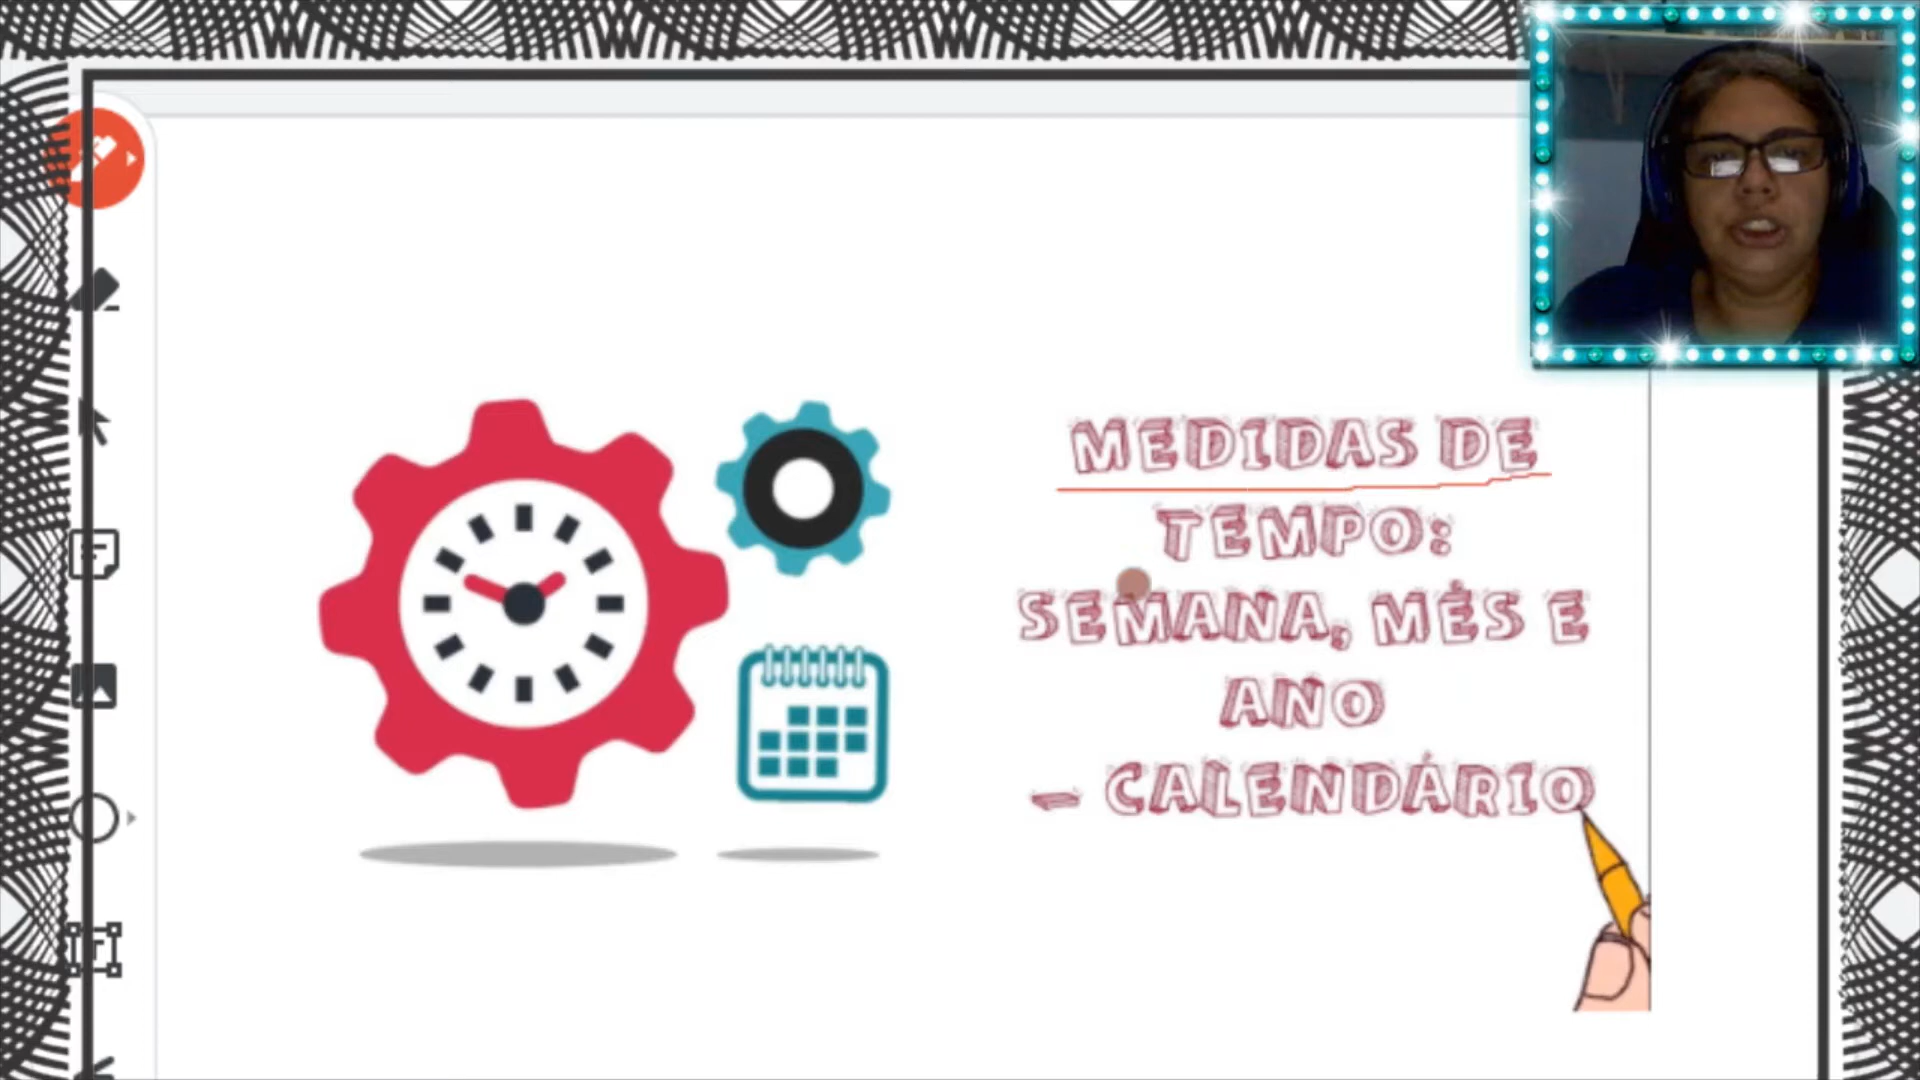 MEDIDAS DE
TEMPO:
SEMANA, MÊS E
ANO
- CALENDÁRIO